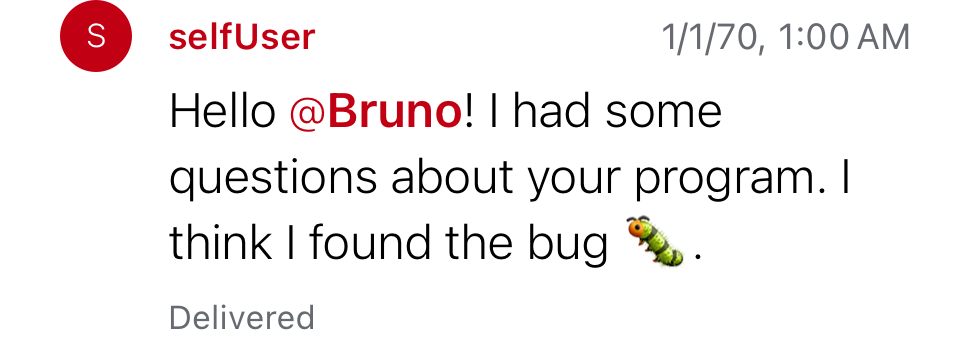 S
selfUser 1/1/70, 1:00 AM
Hello @Bruno! I had some
questions about your program. I
think I found the bug 🐛.
Delivered